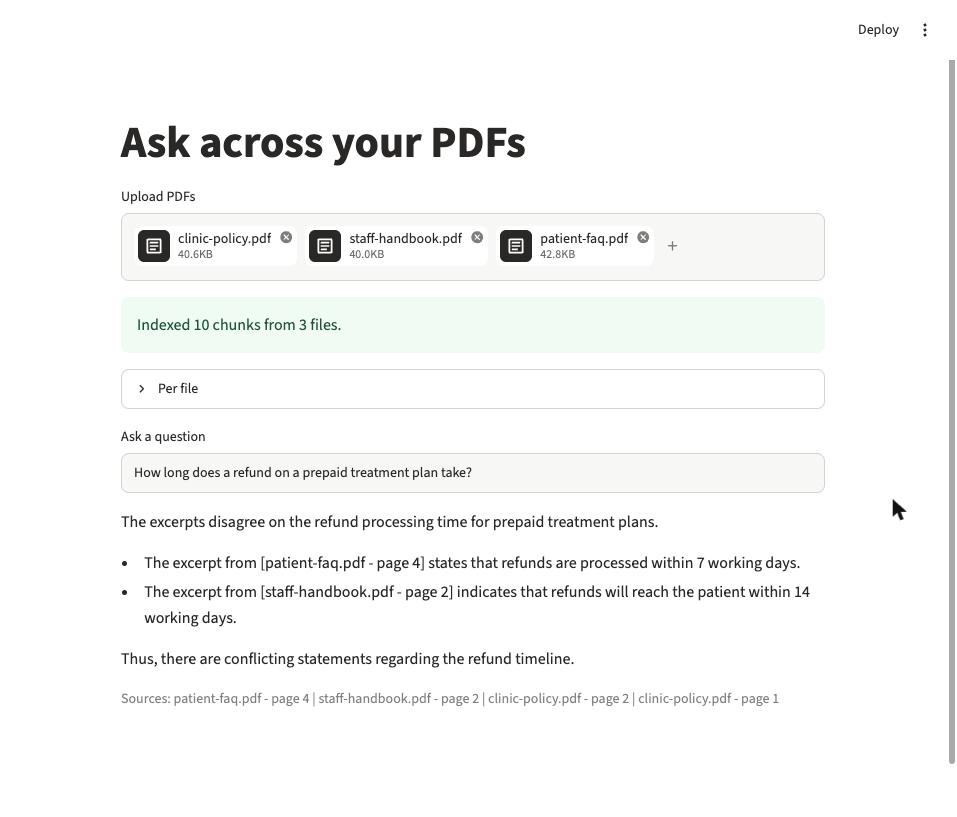 Deploy
Ask across your PDFs
Upload PDFs
clinic-policy.pdf
40.6KB
staff-handbook.pdf
40.0KB
patient-faq.pdf
42.8KB
Indexed 10 chunks from 3 files.
Per file
Ask a question
How long does a refund on a prepaid treatment plan take?
The excerpts disagree on the refund processing time for prepaid treatment plans.
• The excerpt from [patient-faq.pdf - page 4] states that refunds are processed within 7 working days.
• The excerpt from [staff-handbook.pdf - page 2] indicates that refunds will reach the patient within 14
working days.
Thus, there are conflicting statements regarding the refund timeline.
Sources: patient-faq.pdf - page 4 | staff-handbook.pdf - page 2 | clinic-policy.pdf - page 2 | clinic-policy.pdf - page 1